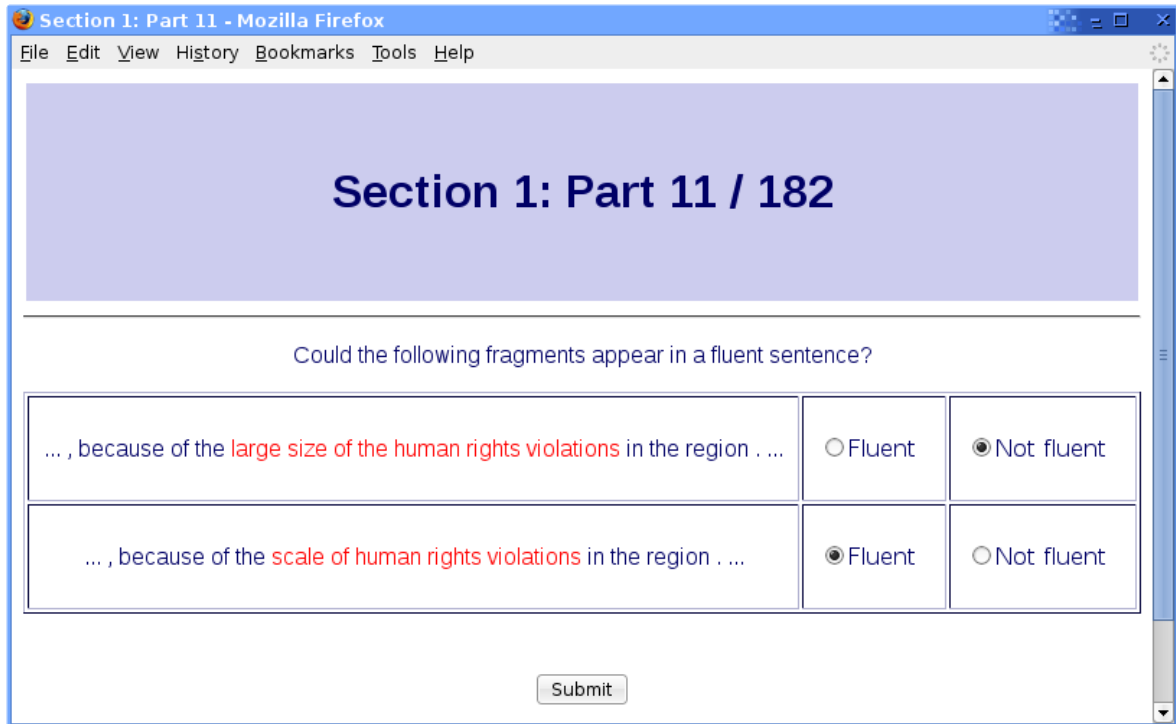 Section 1: Part 11 - Mozilla Firefox
File Edit View History Bookmarks Tools Help
Section 1: Part 11 / 182
Could the following fragments appear in a fluent sentence?
... , because of the large size of the human rights violations in the region . ... Fluent Not fluent
... , because of the scale of human rights violations in the region . ... Fluent Not fluent
Submit